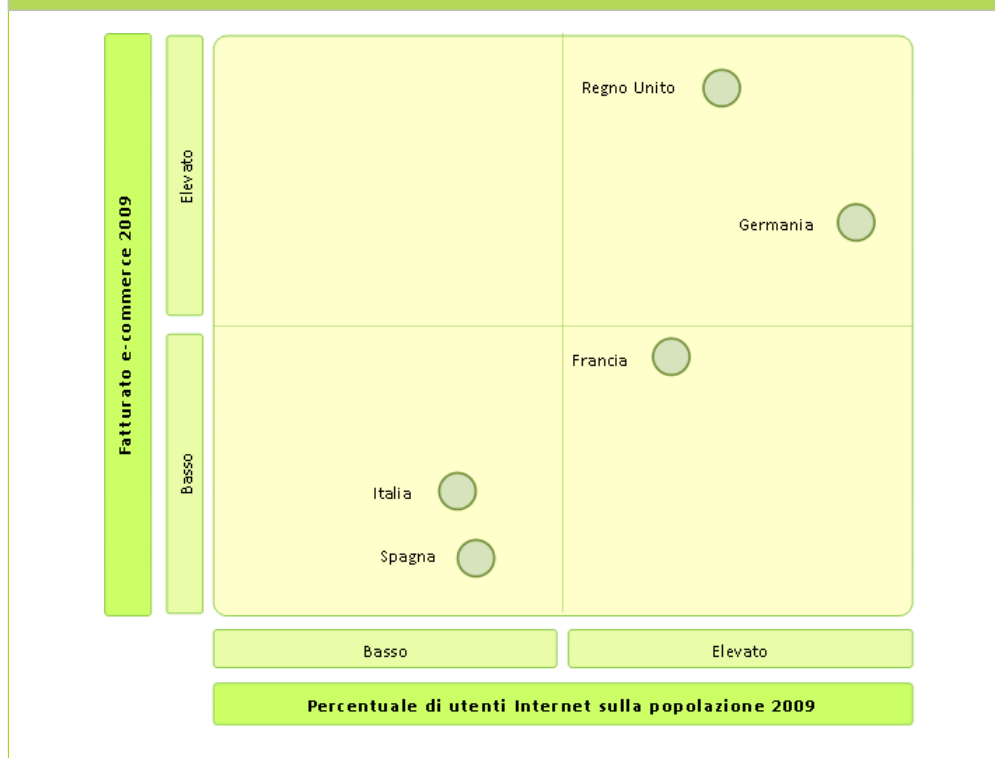 Fatturato e-commerce 2009
Elevato
Basso
Regno Unito
Germania
Francia
Italia
Spagna
Basso
Elevato
Percentuale di utenti Internet sulla popolazione 2009